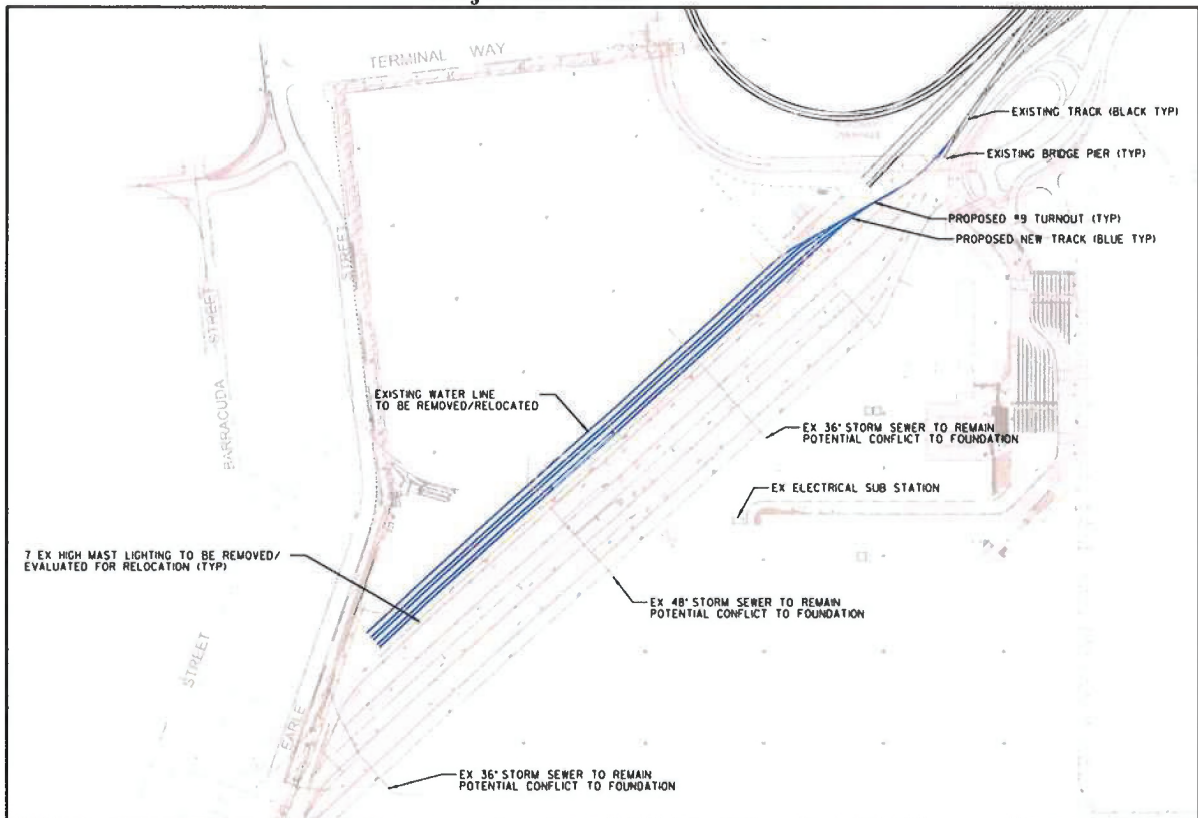 TERMINAL WAY
EXISTING TRACK (BLACK TYP)
EXISTING BRIDGE PIER (TYP)
PROPOSED #9 TURNOUT (TYP)
PROPOSED NEW TRACK (BLUE TYP)
STREET
STREET
BARRACUDA
EXISTING WATER LINE
TO BE REMOVED/RELOCATED
EX 36" STORM SEWER TO REMAIN
POTENTIAL CONFLICT TO FOUNDATION
EX ELECTRICAL SUB STATION
7 EX HIGH MAST LIGHTING TO BE REMOVED/
EVALUATED FOR RELOCATION (TYP)
EX 48" STORM SEWER TO REMAIN
POTENTIAL CONFLICT TO FOUNDATION
STREET
EARLE
EX 36" STORM SEWER TO REMAIN
POTENTIAL CONFLICT TO FOUNDATION